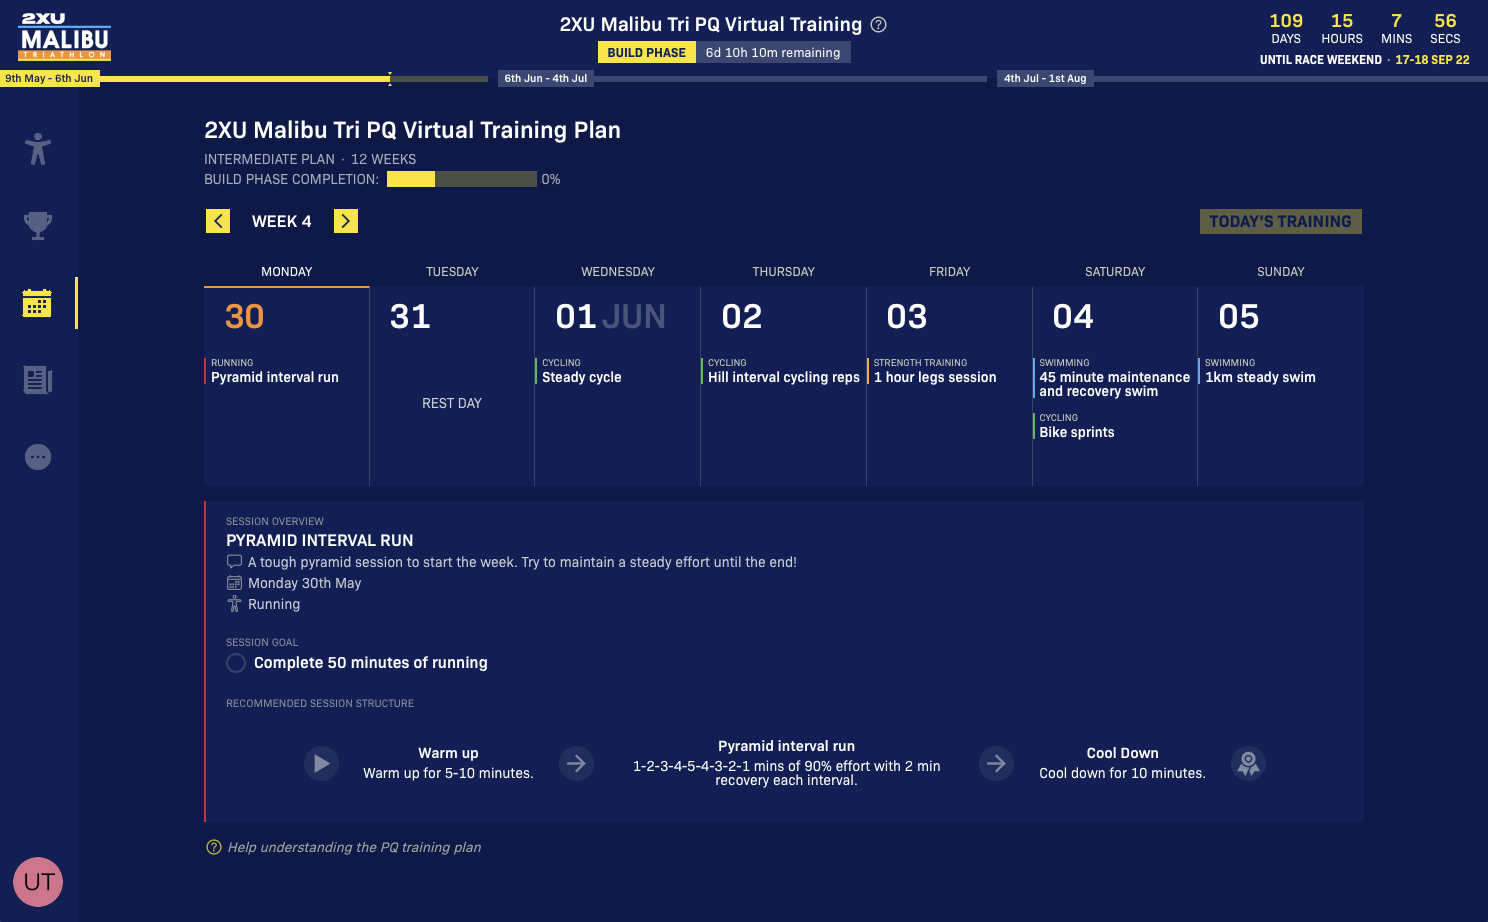 2XU
MALIBU
TRIATHLON
2XU Malibu Tri PQ Virtual Training ?
BUILD PHASE 6d 10h 10m remaining
109 15 7 56
DAYS HOURS MINS SECS
UNTIL RACE WEEKEND · 17-18 SEP 22
9th May - 6th Jun 6th Jun - 4th Jul 4th Jul - 1st Aug
2XU Malibu Tri PQ Virtual Training Plan
INTERMEDIATE PLAN · 12 WEEKS
BUILD PHASE COMPLETION: 0%
WEEK 4
TODAY'S TRAINING
MONDAY TUESDAY WEDNESDAY THURSDAY FRIDAY SATURDAY SUNDAY
30 31 01 JUN 02 03 04 05
RUNNING
Pyramid interval run
REST DAY
CYCLING
Steady cycle
CYCLING
Hill interval cycling reps
STRENGTH TRAINING
1 hour legs session
SWIMMING
45 minute maintenance
and recovery swim
CYCLING
Bike sprints
SWIMMING
1km steady swim
SESSION OVERVIEW
PYRAMID INTERVAL RUN
A tough pyramid session to start the week. Try to maintain a steady effort until the end!
Monday 30th May
Running
SESSION GOAL
Complete 50 minutes of running
RECOMMENDED SESSION STRUCTURE
Warm up
Warm up for 5-10 minutes.
Pyramid interval run
1-2-3-4-5-4-3-2-1 mins of 90% effort with 2 min
recovery each interval.
Cool Down
Cool down for 10 minutes.
? Help understanding the PQ training plan
UT